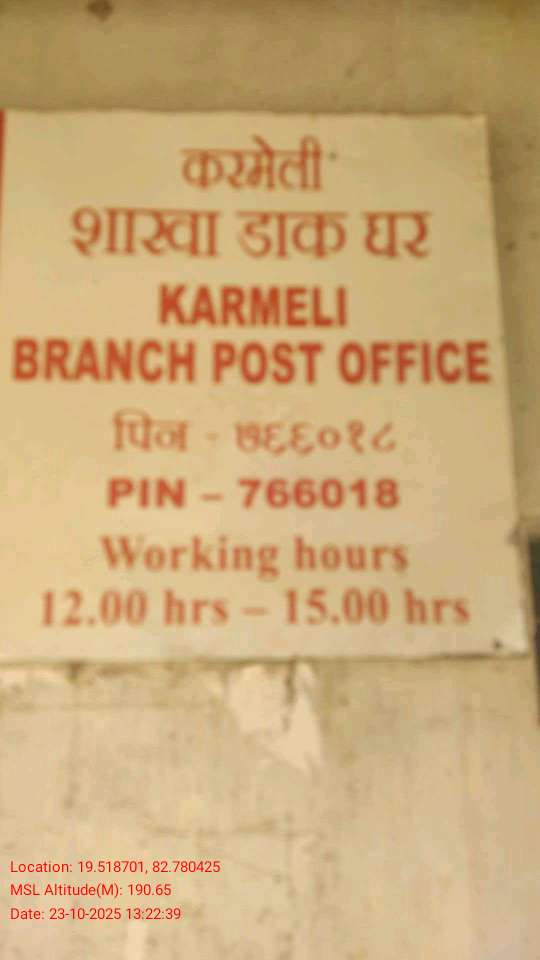 करमेली
शाखा डाक घर
KARMELI
BRANCH POST OFFICE
पिन - ७६६०१८
PIN – 766018
Working hours
12.00 hrs – 15.00 hrs
Location: 19.518701, 82.780425
MSL Altitude(M): 190.65
Date: 23-10-2025 13:22:39